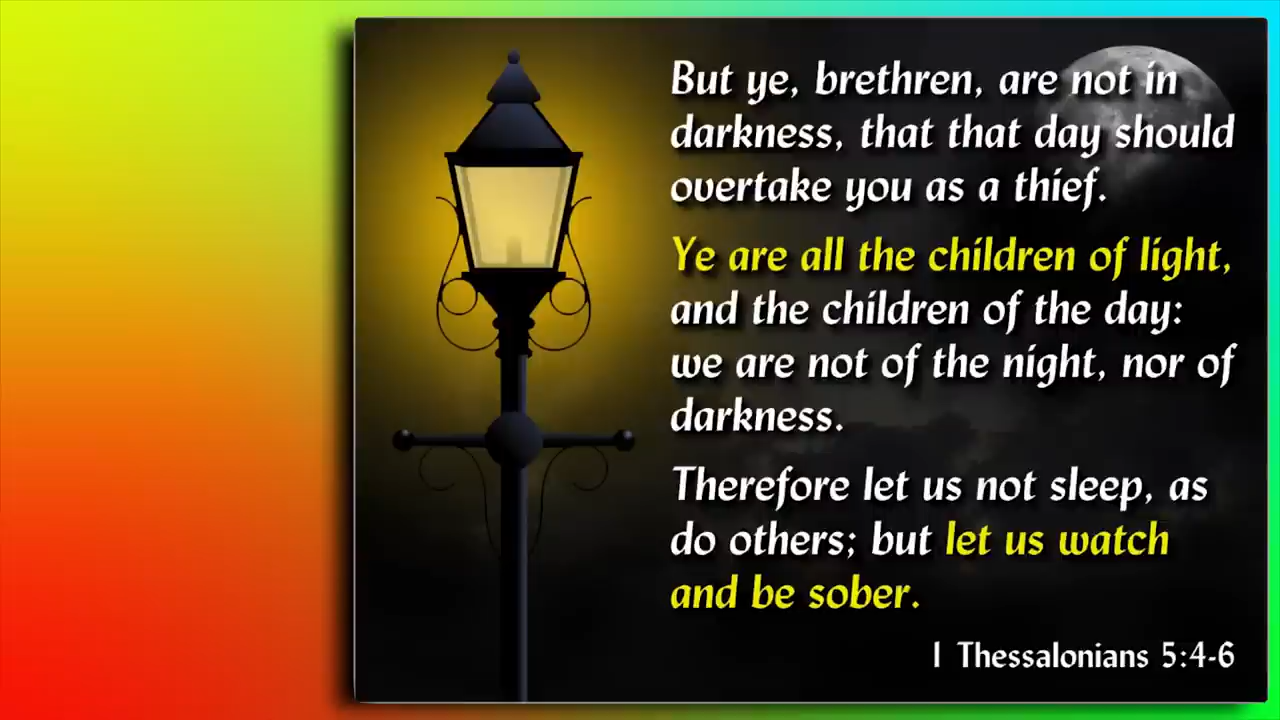 But ye, brethren, are not in
darkness, that that day should
overtake you as a thief.
Ye are all the children of light,
and the children of the day:
we are not of the night, nor of
darkness.
Therefore let us not sleep, as
do others; but let us watch
and be sober.
1 Thessalonians 5:4-6